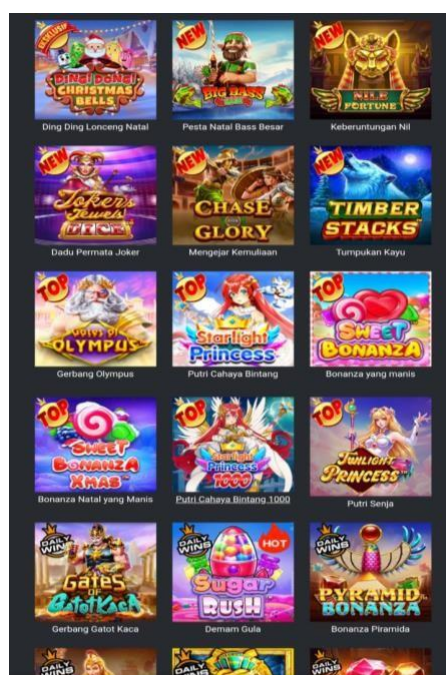 EKSKLUSIF
DING! DONG!
CHRISTMAS
BELLS
Ding Ding Lonceng Natal
NEW
BIG BASS
Pesta Natal Bass Besar
NEW
NILE
FORTUNE
Keberuntungan Nil
NEW
Joker's
Jewels
DICE
Dadu Permata Joker
NEW
CHASE
FOR
GLORY
Mengejar Kemuliaan
NEW
TIMBER
STACKS
Tumpukan Kayu
TOP
OLYMPUS
Gerbang Olympus
TOP
Starlight
Princess
Putri Cahaya Bintang
TOP
SWEET
BONANZA
Bonanza yang manis
TOP
SWEET
BONANZA
XMAS
Bonanza Natal yang Manis
TOP
Starlight
Princess
1000
Putri Cahaya Bintang 1000
TOP
TWILIGHT
PRINCESS
Putri Senja
DAILY
WINS
GATES
OF
GATOTKACA
Gerbang Gatot Kaca
DAILY
WINS
HOT
Sugar
RUSH
Demam Gula
DAILY
WINS
PYRAMID
BONANZA
Bonanza Piramida
DAILY
WINS
DAILY
WINS
DAILY
WINS